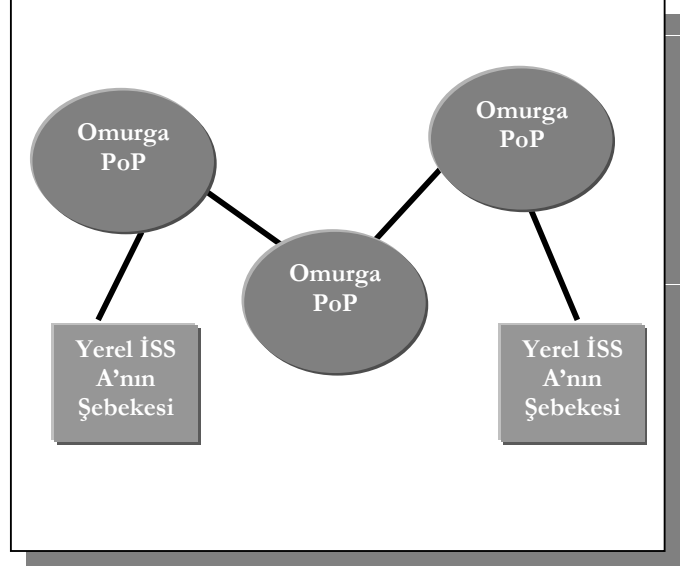 Omurga
PoP
Omurga
PoP
Omurga
PoP
Yerel İSS
A’nın
Şebekesi
Yerel İSS
A’nın
Şebekesi